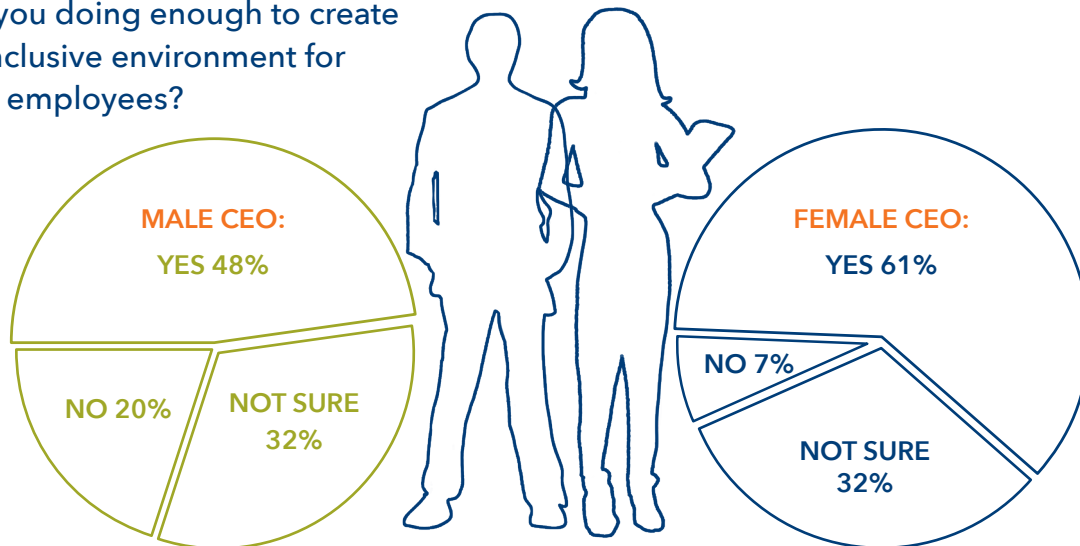 you doing enough to create
nclusive environment for
employees?
MALE CEO:
YES 48%
NO 20%
NOT SURE
32%
FEMALE CEO:
YES 61%
NO 7%
NOT SURE
32%